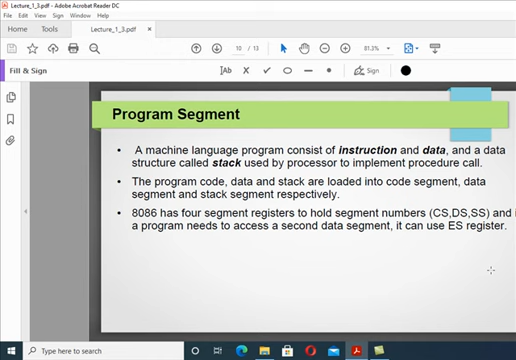 Lecture_1_3.pdf - Adobe Acrobat Reader DC
File Edit View Sign Window Help
Home Tools Lecture_1_3.pdf ×
10 / 13 81.3%
Fill & Sign
Ab Sign
Program Segment
• A machine language program consist of instruction and data, and a data
structure called stack used by processor to implement procedure call.
• The program code, data and stack are loaded into code segment, data
segment and stack segment respectively.
• 8086 has four segment registers to hold segment numbers (CS,DS,SS) and i
a program needs to access a second data segment, it can use ES register.
Type here to search